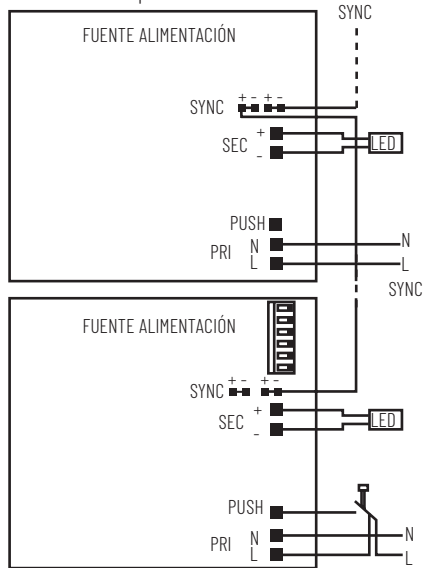 SYNC
FUENTE ALIMENTACIÓN
+ - + -
SYNC
+
SEC
-
LED
PUSH
PRI
N
L
N
L
SYNC
FUENTE ALIMENTACIÓN
+ - + -
SYNC
+
SEC
-
LED
PUSH
PRI
N
L
N
L